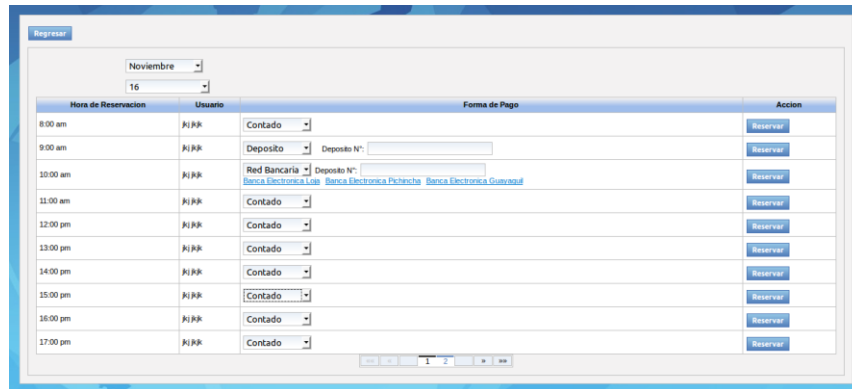 Regresar
Noviembre
16
Hora de Reservacion Usuario Forma de Pago Accion
8:00 am jkj jkjk Contado Reservar
9:00 am jkj jkjk Deposito Deposito N°: Reservar
10:00 am jkj jkjk Red Bancaria Deposito N°: Reservar
Banca Electronica Loja Banca Electronica Pichincha Banca Electronica Guayaquil
11:00 am jkj jkjk Contado Reservar
12:00 pm jkj jkjk Contado Reservar
13:00 pm jkj jkjk Contado Reservar
14:00 pm jkj jkjk Contado Reservar
15:00 pm jkj jkjk Contado Reservar
16:00 pm jkj jkjk Contado Reservar
17:00 pm jkj jkjk Contado Reservar
«« « 1 2 » »»